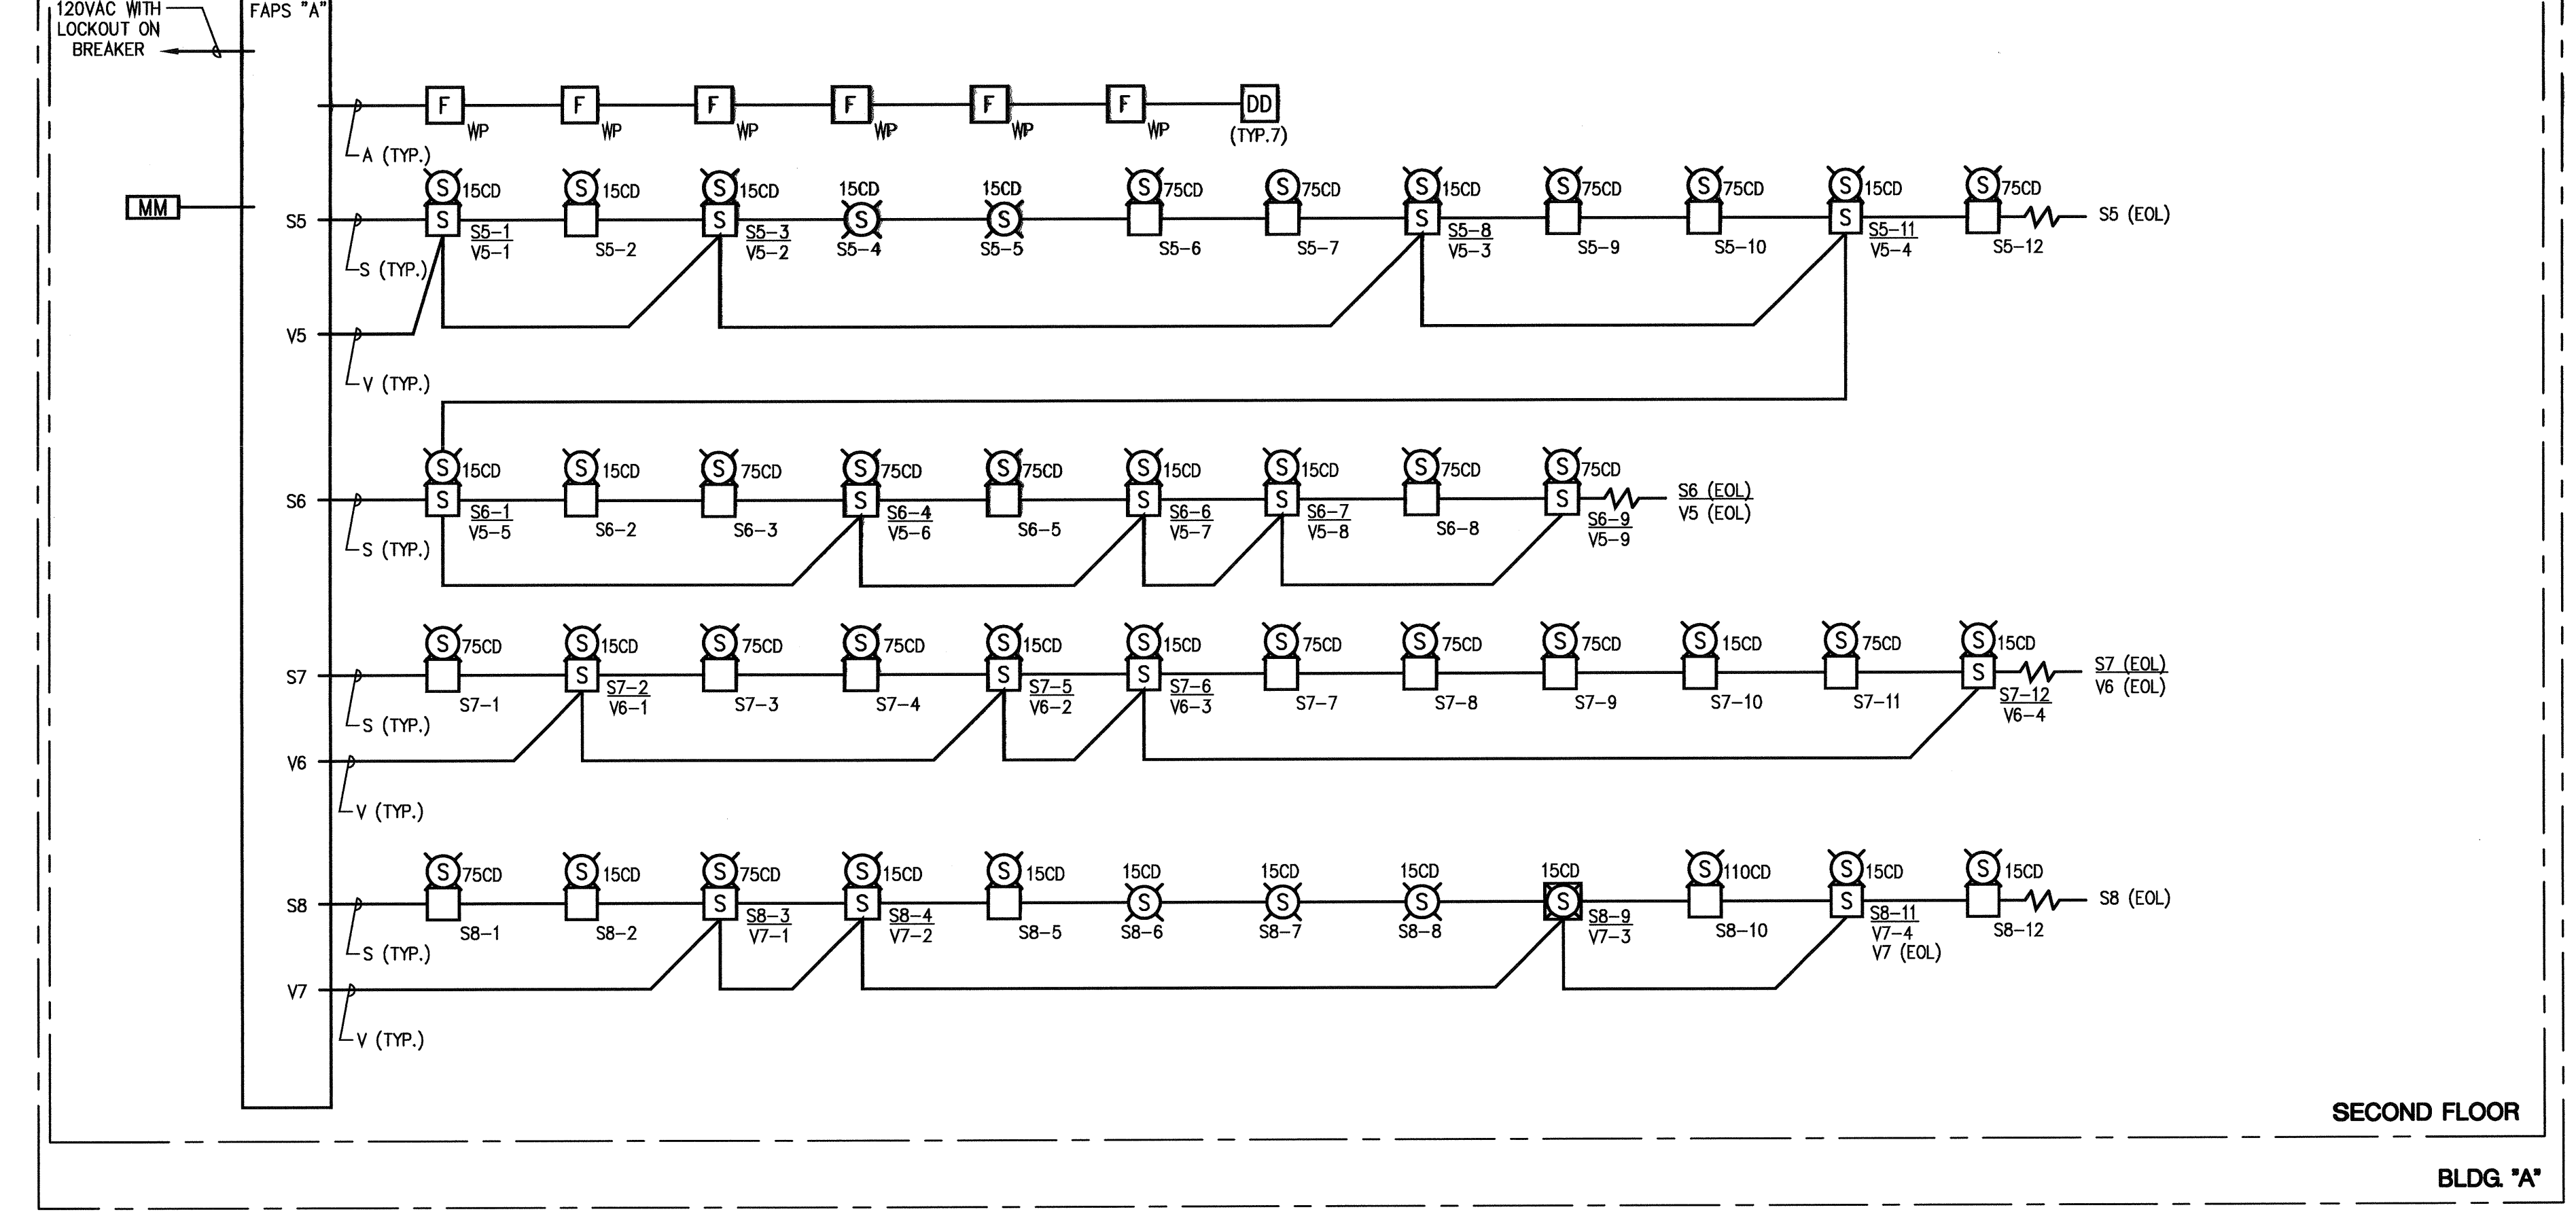 120VAC WITH
LOCKOUT ON
BREAKER
FAPS "A"
F F F F F F DD
WP WP WP WP WP WP (TYP.7)
A (TYP.)
MM
S 15CD S 15CD S 15CD 15CD 15CD S 75CD S 75CD S 15CD S 75CD S 75CD S 15CD S 75CD
S5 S S S S S S S5 (EOL)
S5-1 S5-2 S5-3 S5-4 S5-5 S5-6 S5-7 S5-8 S5-9 S5-10 S5-11 S5-12
V5-1 V5-2 V5-3 V5-4
S (TYP.)
V5
V (TYP.)
S 15CD S 15CD S 75CD S 75CD S 75CD S 15CD S 15CD S 75CD S 75CD
S6 S S S S S S6 (EOL)
V5 (EOL)
S6-1 S6-2 S6-3 S6-4 S6-5 S6-6 S6-7 S6-8 S6-9
V5-5 V5-6 V5-7 V5-8 V5-9
S (TYP.)
S 75CD S 15CD S 75CD S 75CD S 15CD S 15CD S 75CD S 75CD S 75CD S 15CD S 75CD S 15CD
S7 S S S S S7 (EOL)
V6 (EOL)
S7-1 S7-2 S7-3 S7-4 S7-5 S7-6 S7-7 S7-8 S7-9 S7-10 S7-11 S7-12
V6-1 V6-2 V6-3 V6-4
S (TYP.)
V6
V (TYP.)
S 75CD S 15CD S 75CD S 15CD S 15CD 15CD 15CD 15CD 15CD S 110CD S 15CD S 15CD
S8 S S S S S S S S8 (EOL)
S8-1 S8-2 S8-3 S8-4 S8-5 S8-6 S8-7 S8-8 S8-9 S8-10 S8-11 S8-12
V7-1 V7-2 V7-3 V7-4
V7 (EOL)
S (TYP.)
V7
V (TYP.)
SECOND FLOOR
BLDG. "A"